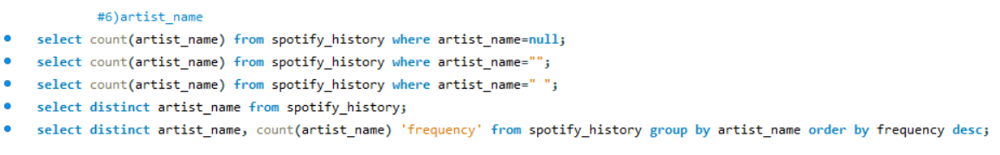 #6)artist_name
select count(artist_name) from spotify_history where artist_name=null;
select count(artist_name) from spotify_history where artist_name="";
select count(artist_name) from spotify_history where artist_name=" ";
select distinct artist_name from spotify_history;
select distinct artist_name, count(artist_name) 'frequency' from spotify_history group by artist_name order by frequency desc;